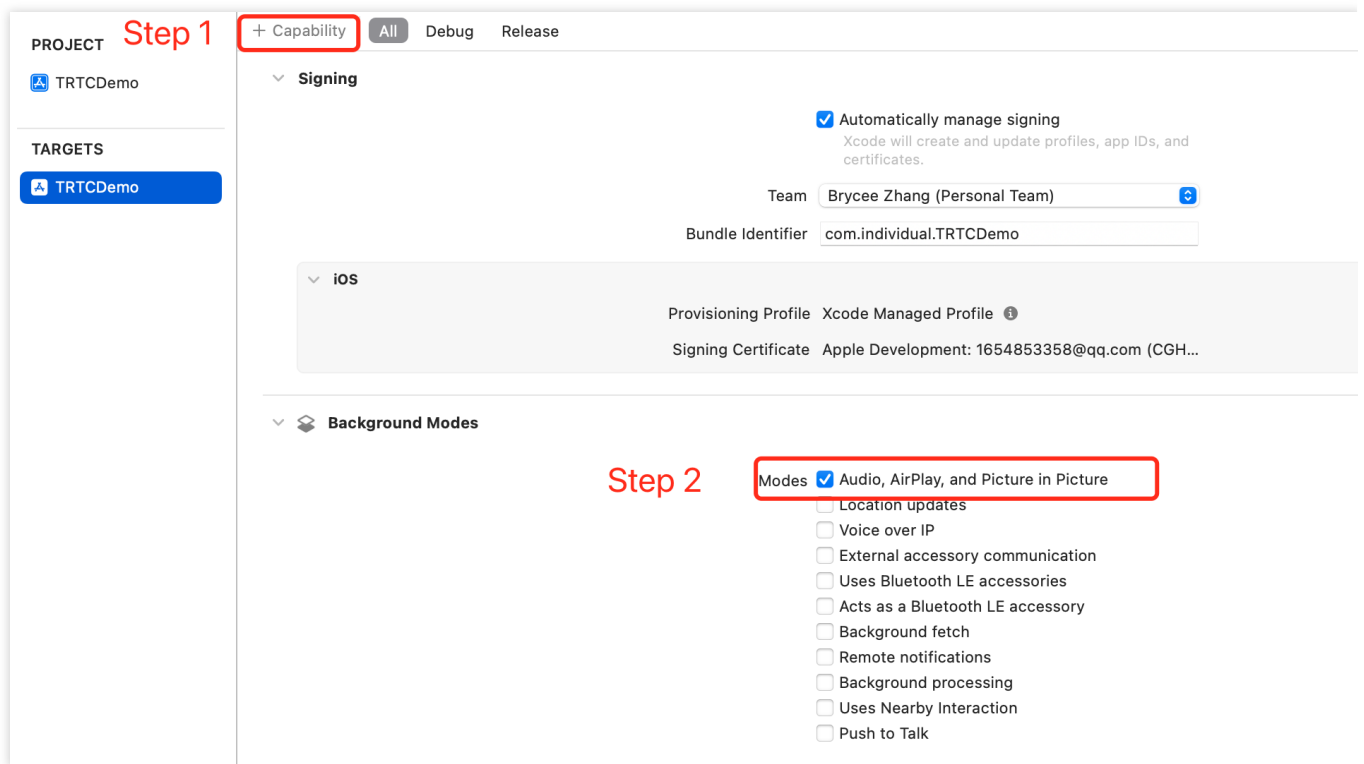 PROJECT
TRTCDemo
TARGETS
TRTCDemo
Step 1
+ Capability
All
Debug
Release
Signing
Automatically manage signing
Xcode will create and update profiles, app IDs, and
certificates.
Team
Brycee Zhang (Personal Team)
Bundle Identifier
com.individual.TRTCDemo
iOS
Provisioning Profile
Xcode Managed Profile
Signing Certificate
Apple Development: 1654853358@qq.com (CGH...
Background Modes
Step 2
Modes
Audio, AirPlay, and Picture in Picture
Location updates
Voice over IP
External accessory communication
Uses Bluetooth LE accessories
Acts as a Bluetooth LE accessory
Background fetch
Remote notifications
Background processing
Uses Nearby Interaction
Push to Talk